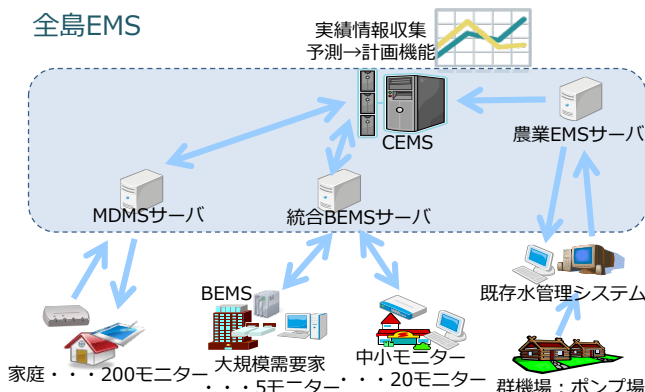 全島EMS
実績情報収集
予測→計画機能
CEMS
農業EMSサーバ
MDMSサーバ
統合BEMSサーバ
BEMS
既存水管理システム
家庭・・・200モニター
大規模需要家
・・・5モニター
中小モニター
・・・20モニター
群機場：ポンプ場